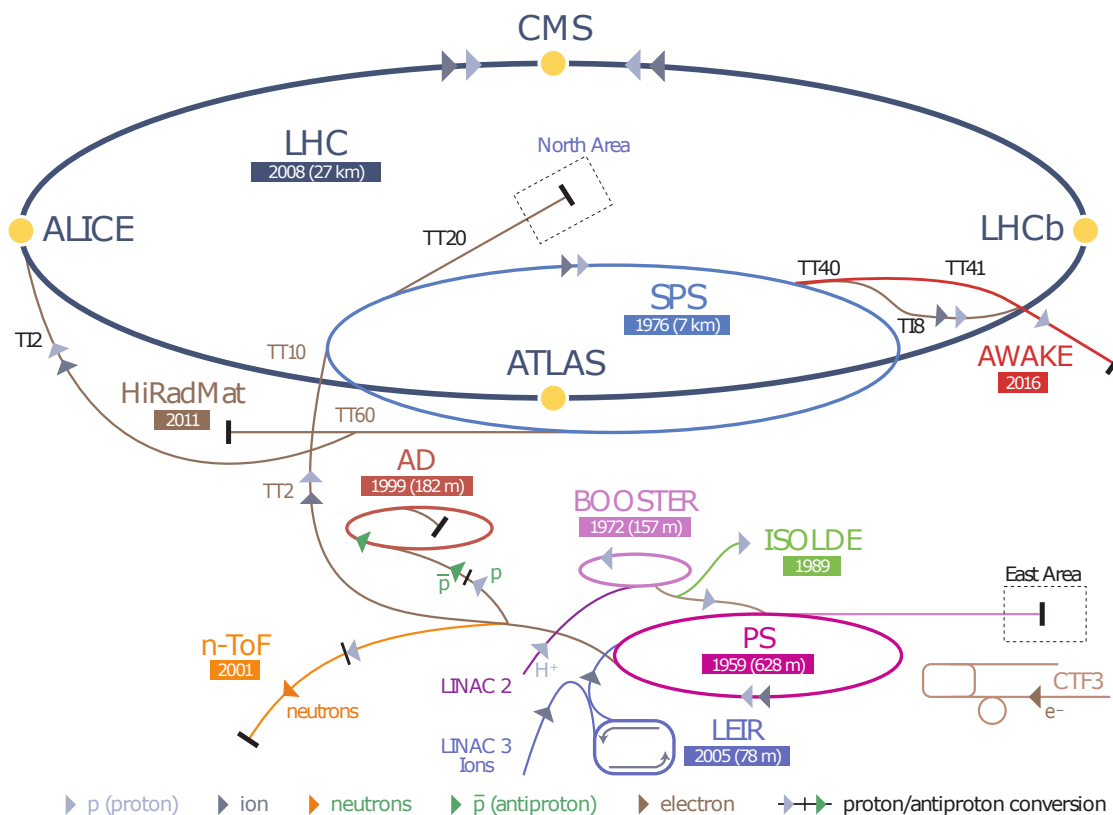 CMS
LHC
2008 (27 km)
North Area
ALICE
TT20
LHCb
TT40
TT41
SPS
1976 (7 km)
TI8
TI2
TT10
ATLAS
AWAKE
2016
HiRadMat
2011
TT60
AD
1999 (182 m)
TT2
BOOSTER
1972 (157 m)
ISOLDE
1989
p̅
p
East Area
n-ToF
2001
PS
1959 (628 m)
H⁺
LINAC 2
neutrons
CTF3
e⁻
LEIR
2005 (78 m)
LINAC 3
Ions
p (proton)
ion
neutrons
p̅ (antiproton)
electron
proton/antiproton conversion